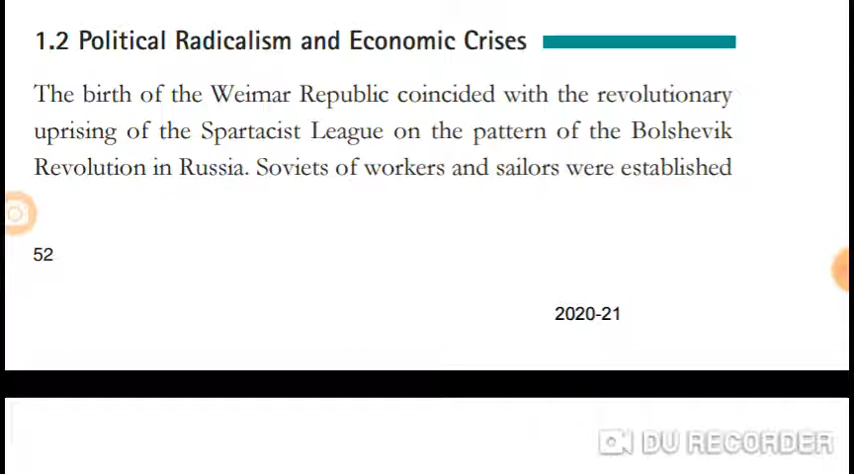 1.2 Political Radicalism and Economic Crises
The birth of the Weimar Republic coincided with the revolutionary
uprising of the Spartacist League on the pattern of the Bolshevik
Revolution in Russia. Soviets of workers and sailors were established
52
2020-21
DU RECORDER